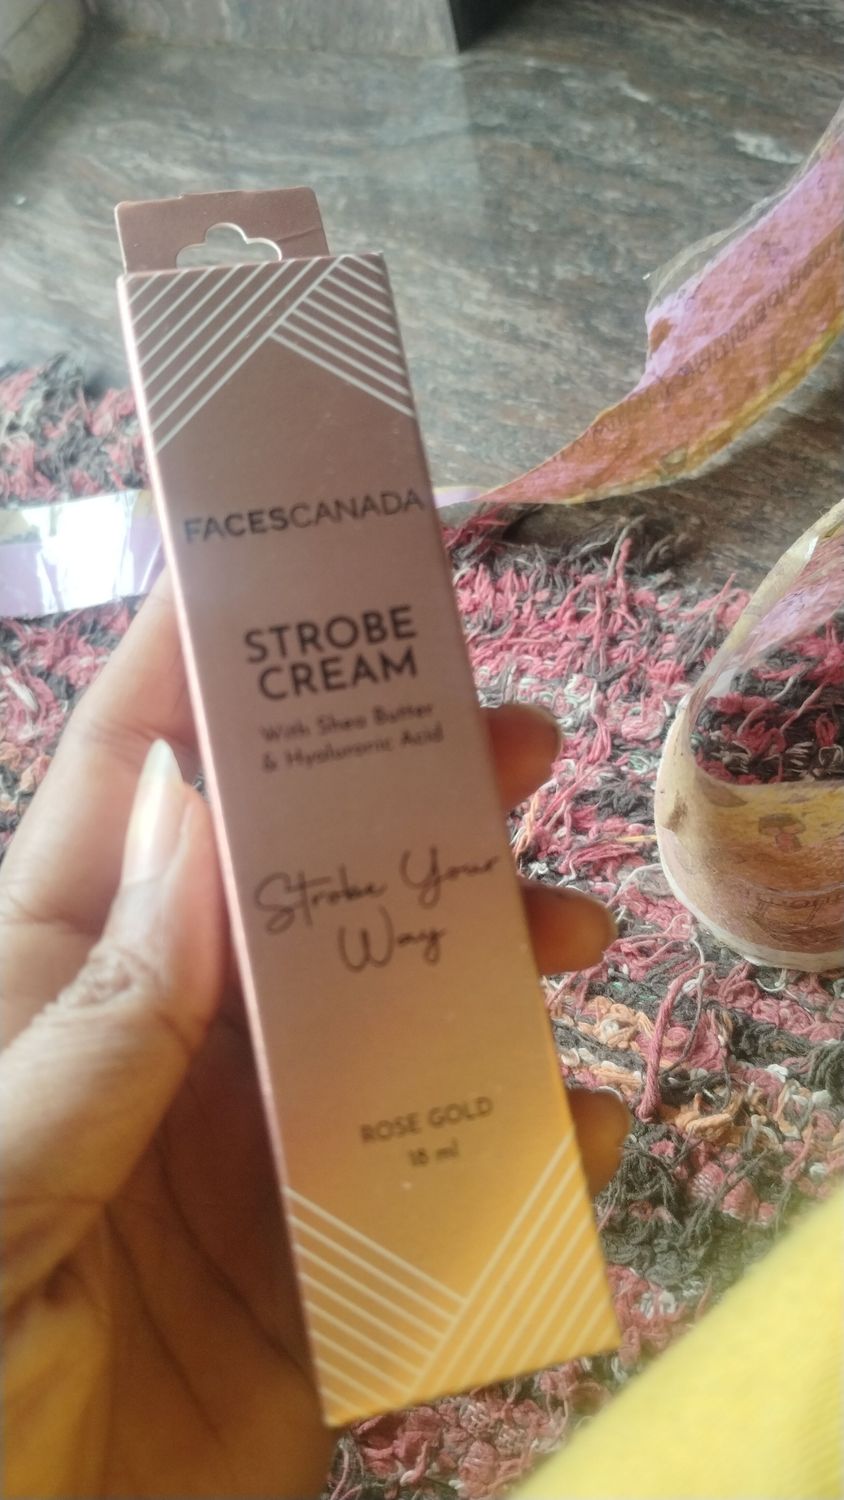 FACESCANADA
STROBE
CREAM
With Shea Butter
& Hyaluronic Acid
Strobe Your
Way
ROSE GOLD
18 ml